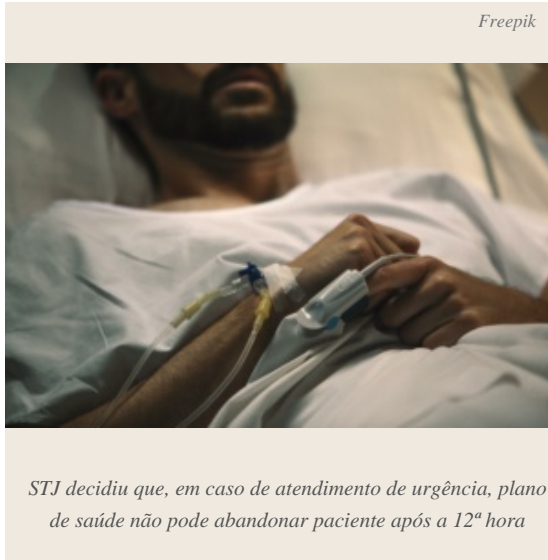 Freepik
STJ decidiu que, em caso de atendimento de urgência, plano
de saúde não pode abandonar paciente após a 12ª hora